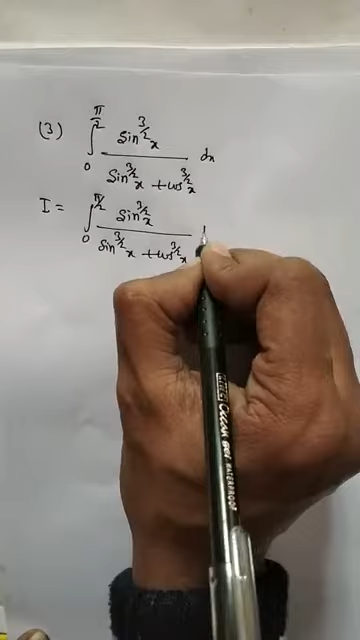 (3) ∫₀^{π/2} sin^{3/2}x / (sin^{3/2}x + cos^{3/2}x) dx
I = ∫₀^{π/2} sin^{3/2}x / (sin^{3/2}x + cos^{3/2}x)
WATERPROOF